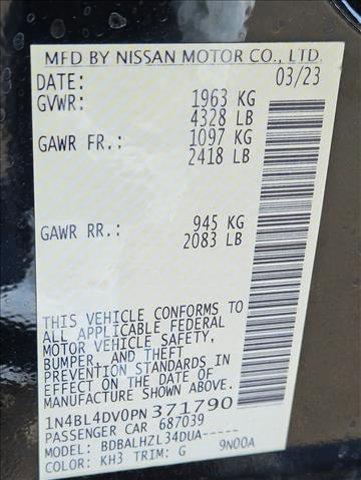 MFD BY NISSAN MOTOR CO., LTD.
DATE: 03/23
GVWR: 1963 KG
4328 LB
GAWR FR.: 1097 KG
2418 LB
GAWR RR.: 945 KG
2083 LB
THIS VEHICLE CONFORMS TO
ALL APPLICABLE FEDERAL
MOTOR VEHICLE SAFETY,
BUMPER, AND THEFT
PREVENTION STANDARDS IN
EFFECT ON THE DATE OF
MANUFACTURE SHOWN ABOVE.
1N4BL4DV0PN371790
PASSENGER CAR 687039
MODEL: BDBALHZL34DUA-----
COLOR: KH3 TRIM: G 9N00A